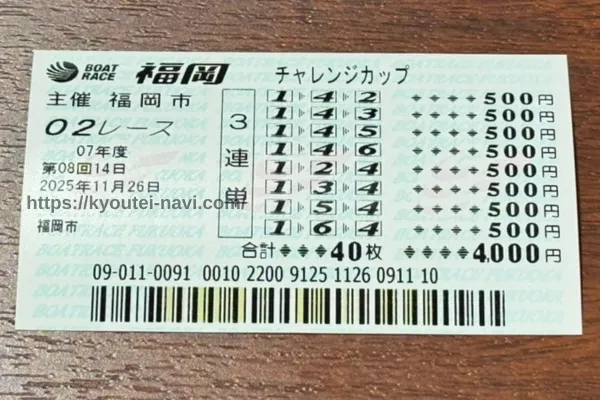 BOAT RACE 福岡 チャレンジカップ
主催 福岡市
02レース
07年度
第08回14日
2025年11月26日
https://kyoutei-navi.com/
福岡市
3連単
1 4 2 500円
1 4 3 500円
1 4 5 500円
1 4 6 500円
1 2 4 500円
1 3 4 500円
1 5 4 500円
1 6 4 500円
合計 40枚 4,000円
09-011-0091 0010 2200 9125 1126 0911 10